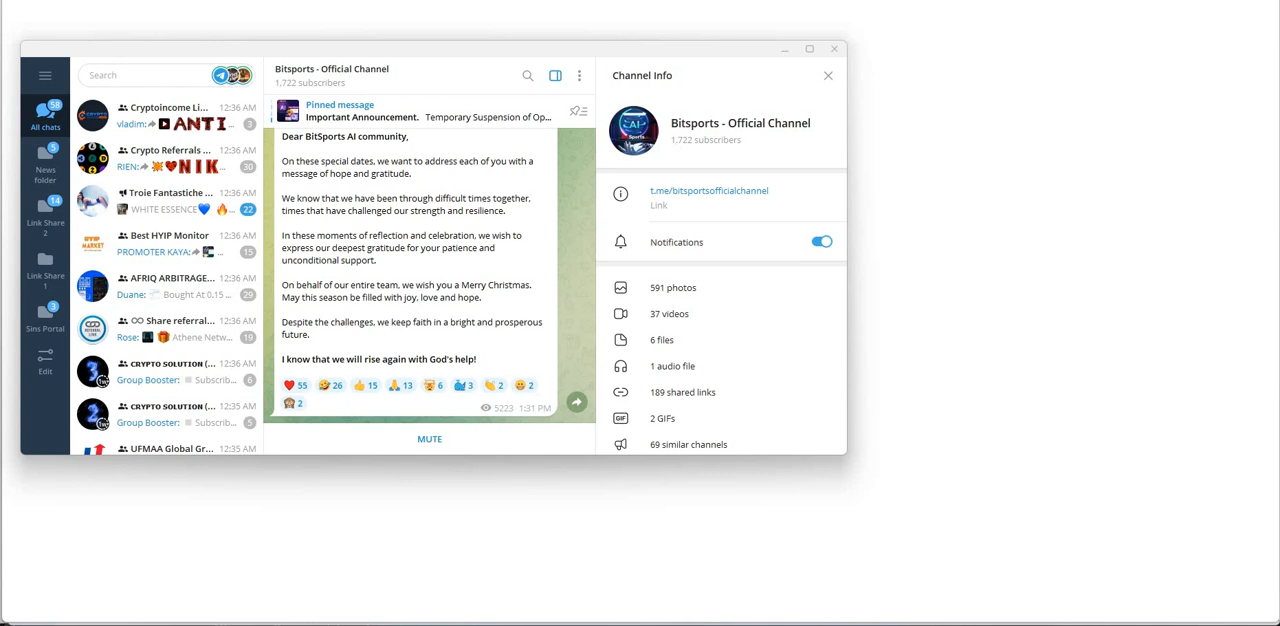 Search
All chats
58
News
folder
5
Link Share
2
14
Link Share
1
Sins Portal
3
Edit
Cryptoincome Li... 12:36 AM
vladim: ANTI... 3
Crypto Referrals ... 12:36 AM
RIEN: NIK... 30
Troie Fantastiche ... 12:36 AM
WHITE ESSENCE ... 22
Best HYIP Monitor 12:36 AM
PROMOTER KAYA: ... 15
AFRIQ ARBITRAGE... 12:36 AM
Duane: Bought At 0,15 ... 29
Share referral... 12:36 AM
Rose: Athene Netw... 19
CRYPTO SOLUTION (... 12:36 AM
Group Booster: Subscrib... 6
CRYPTO SOLUTION (... 12:35 AM
Group Booster: Subscrib... 5
UFMAA Global Gr... 12:35 AM
Bitsports - Official Channel
1,722 subscribers
Pinned message
Important Announcement. Temporary Suspension of Op...
Dear BitSports AI community,
On these special dates, we want to address each of you with a
message of hope and gratitude.
We know that we have been through difficult times together,
times that have challenged our strength and resilience.
In these moments of reflection and celebration, we wish to
express our deepest gratitude for your patience and
unconditional support.
On behalf of our entire team, we wish you a Merry Christmas.
May this season be filled with joy, love and hope.
Despite the challenges, we keep faith in a bright and prosperous
future.
I know that we will rise again with God's help!
55 26 15 13 6 3 2 2
2
5223 1:31 PM
MUTE
Channel Info
Bitsports - Official Channel
1,722 subscribers
t.me/bitsportsofficialchannel
Link
Notifications
591 photos
37 videos
6 files
1 audio file
189 shared links
GIF 2 GIFs
69 similar channels